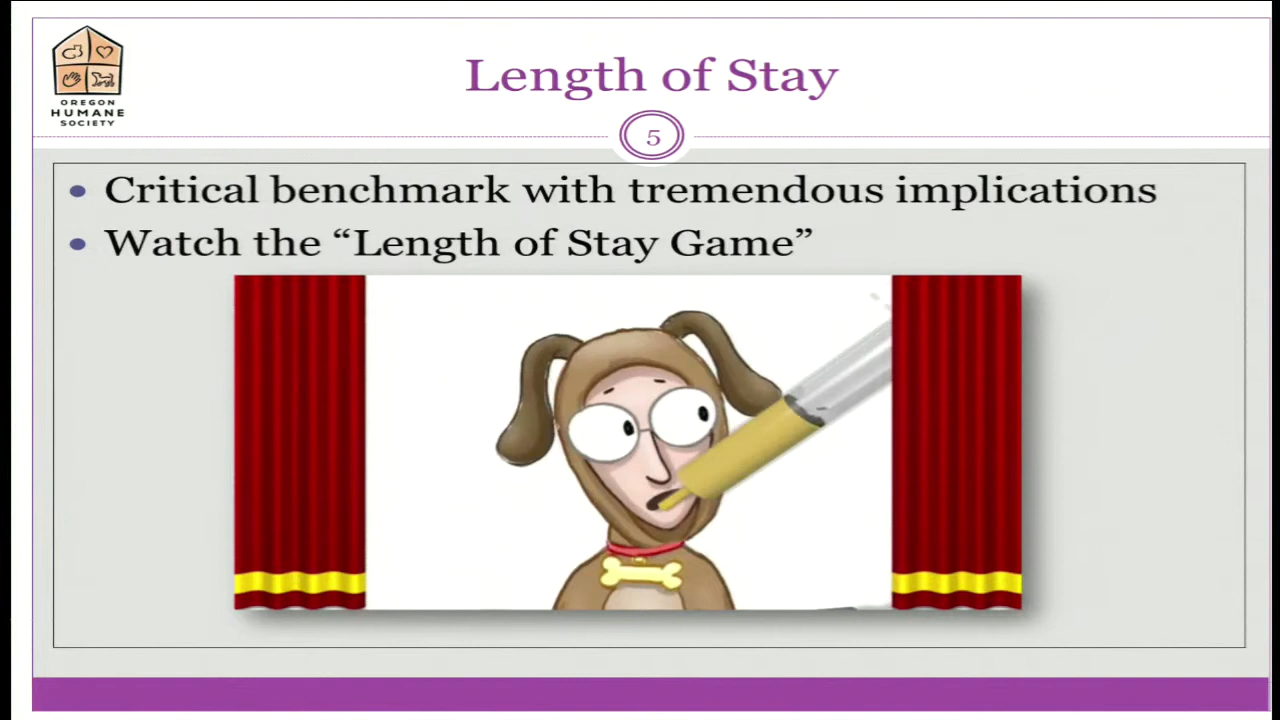 OREGON
HUMANE
SOCIETY
Length of Stay
5
• Critical benchmark with tremendous implications
• Watch the “Length of Stay Game”